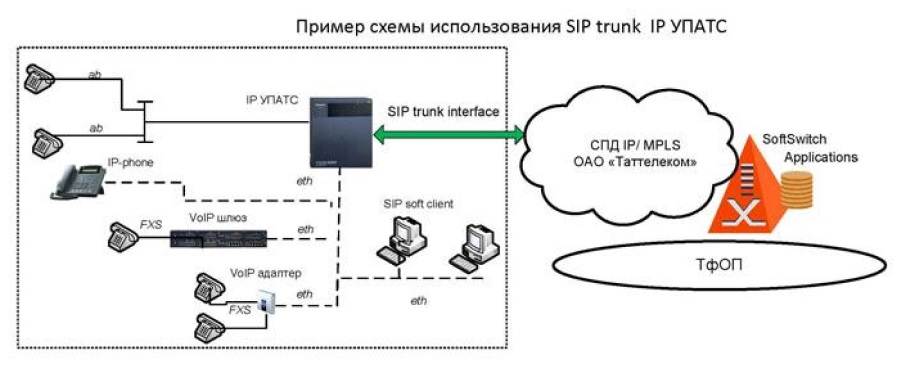 Пример схемы использования SIP trunk IP УПАТС
ab
IP УПАТС
SIP trunk interface
ab
СПД IP/ MPLS
ОАО «Таттелеком»
SoftSwitch
Applications
IP-phone
eth
SIP soft client
FXS
VoIP шлюз
eth
ТфОП
VoIP адаптер
FXS
eth
eth